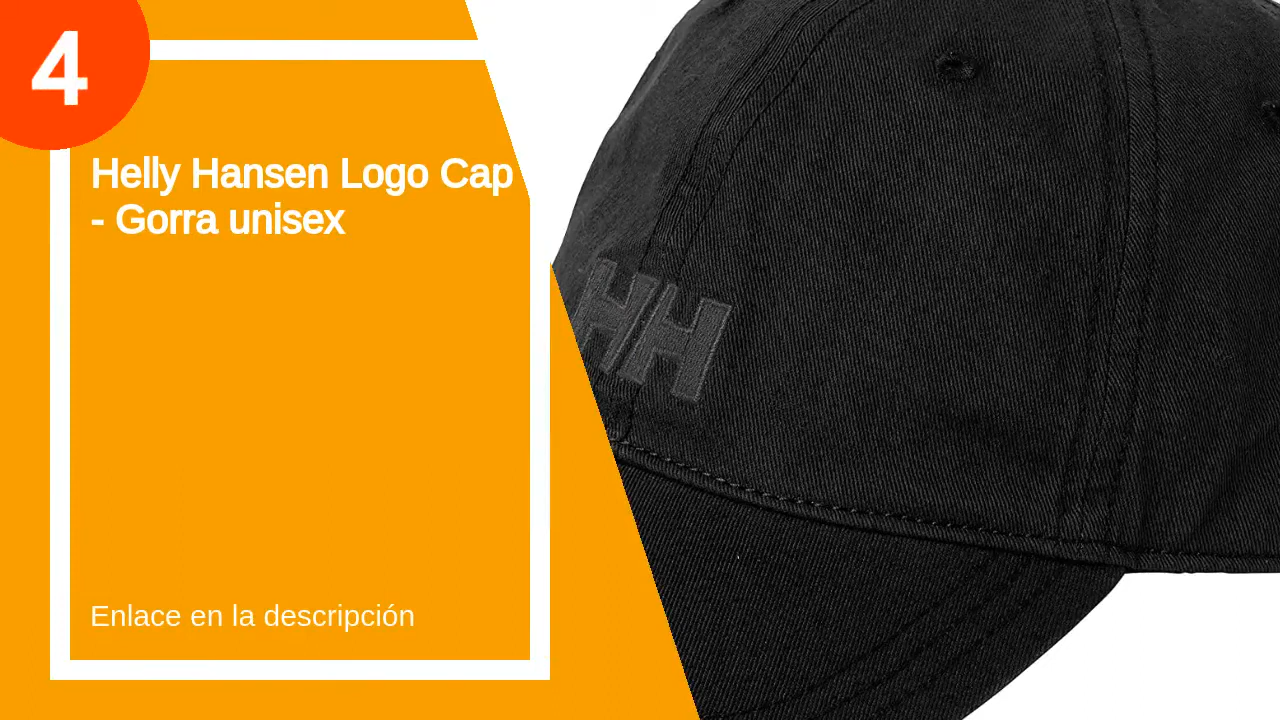 4
Helly Hansen Logo Cap
- Gorra unisex
HH
Enlace en la descripción